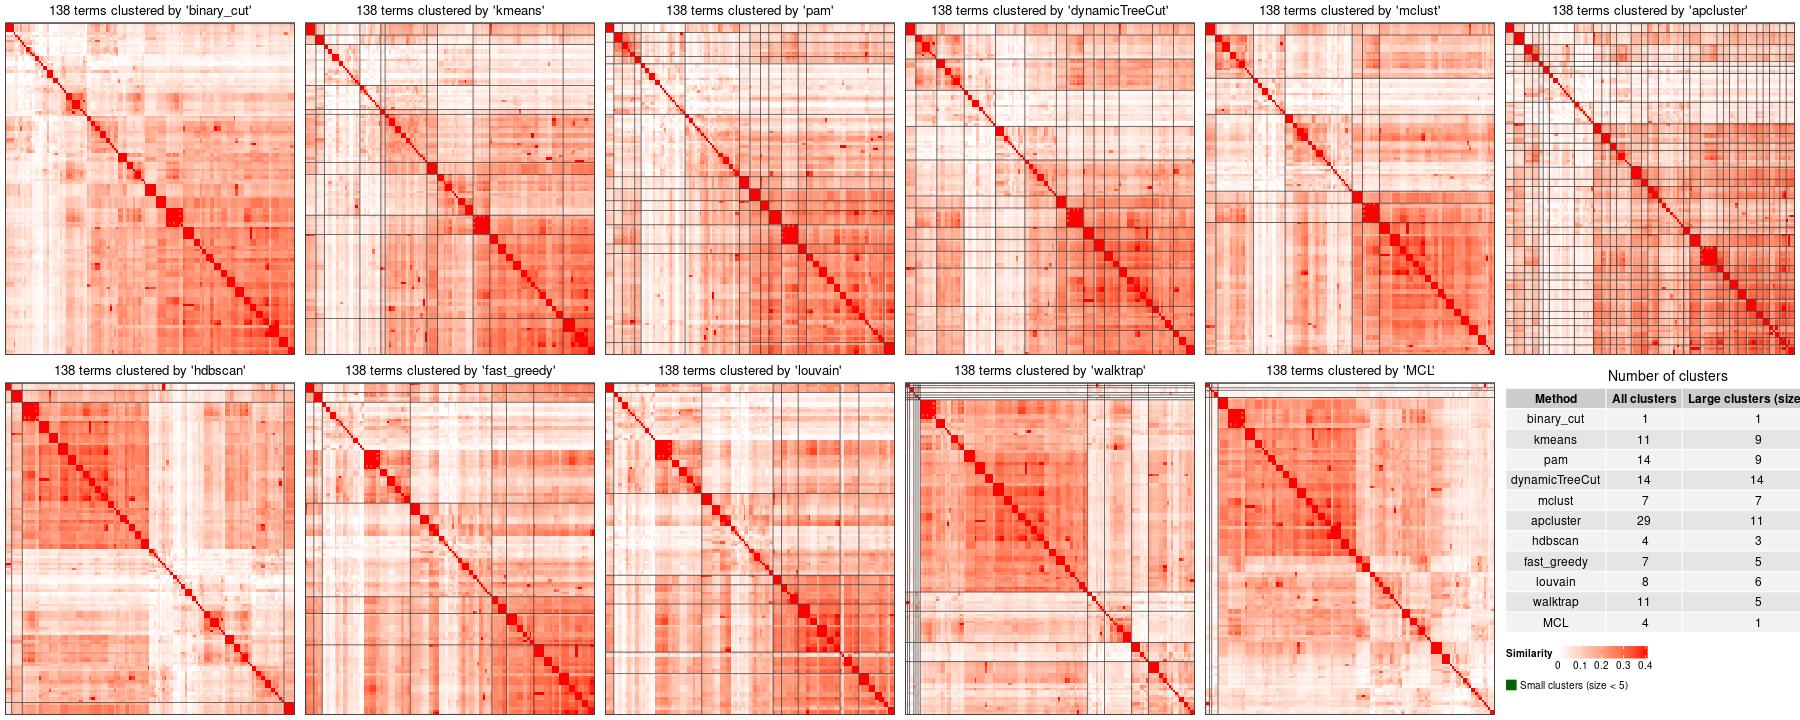 138 terms clustered by 'binary_cut'
138 terms clustered by 'kmeans'
138 terms clustered by 'pam'
138 terms clustered by 'dynamicTreeCut'
138 terms clustered by 'mclust'
138 terms clustered by 'apcluster'
138 terms clustered by 'hdbscan'
138 terms clustered by 'fast_greedy'
138 terms clustered by 'louvain'
138 terms clustered by 'walktrap'
138 terms clustered by 'MCL'
Number of clusters
Method All clusters Large clusters (size
binary_cut 1 1
kmeans 11 9
pam 14 9
dynamicTreeCut 14 14
mclust 7 7
apcluster 29 11
hdbscan 4 3
fast_greedy 7 5
louvain 8 6
walktrap 11 5
MCL 4 1
Similarity
0 0.1 0.2 0.3 0.4
Small clusters (size < 5)